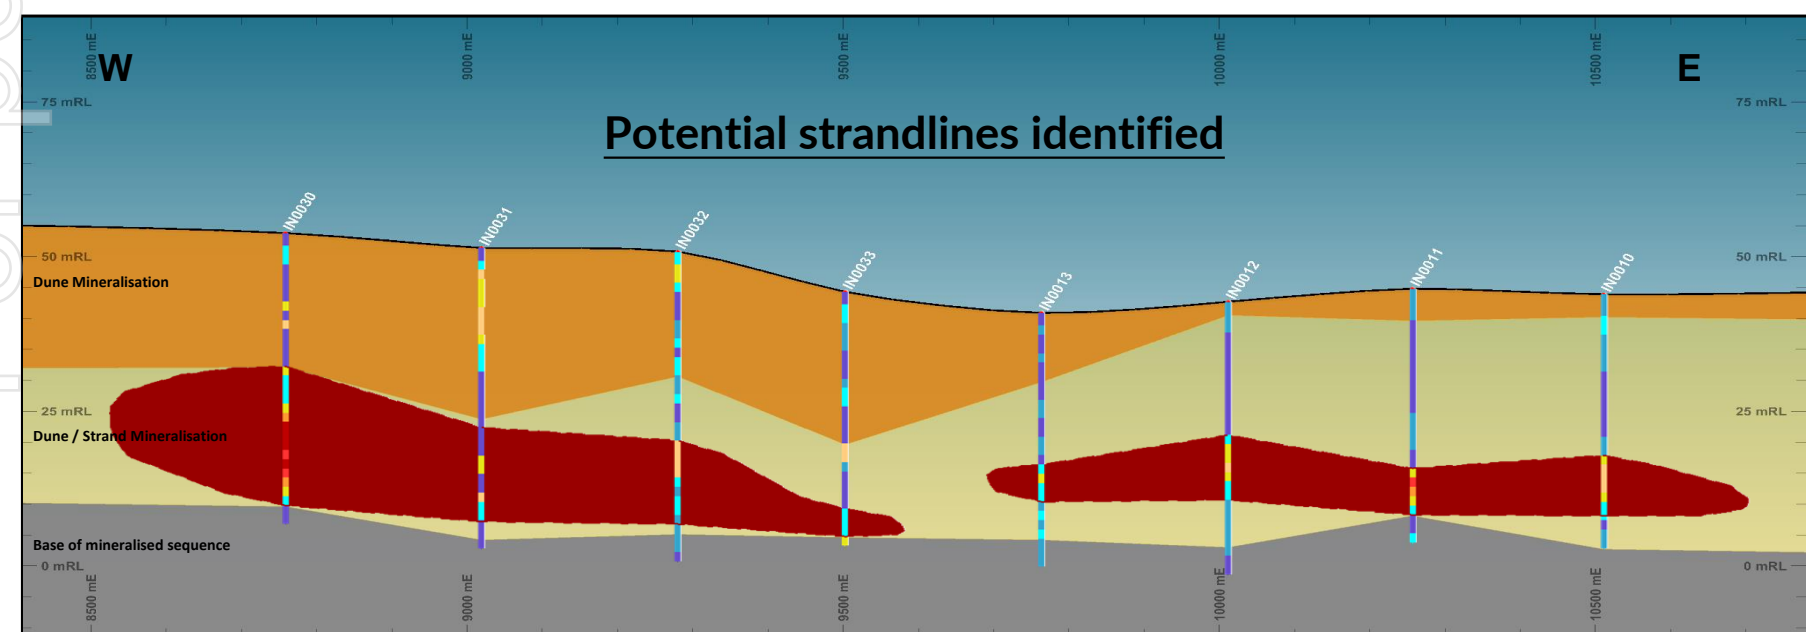 8500 mE
9000 mE
9500 mE
10000 mE
10500 mE
W
E
75 mRL
75 mRL
Potential strandlines identified
IN0030
IN0031
IN0032
IN0033
IN0013
IN0012
IN0011
IN0010
50 mRL
50 mRL
Dune Mineralisation
25 mRL
25 mRL
Dune / Strand Mineralisation
Base of mineralised sequence
0 mRL
0 mRL
8500 mE
9000 mE
9500 mE
10000 mE
10500 mE